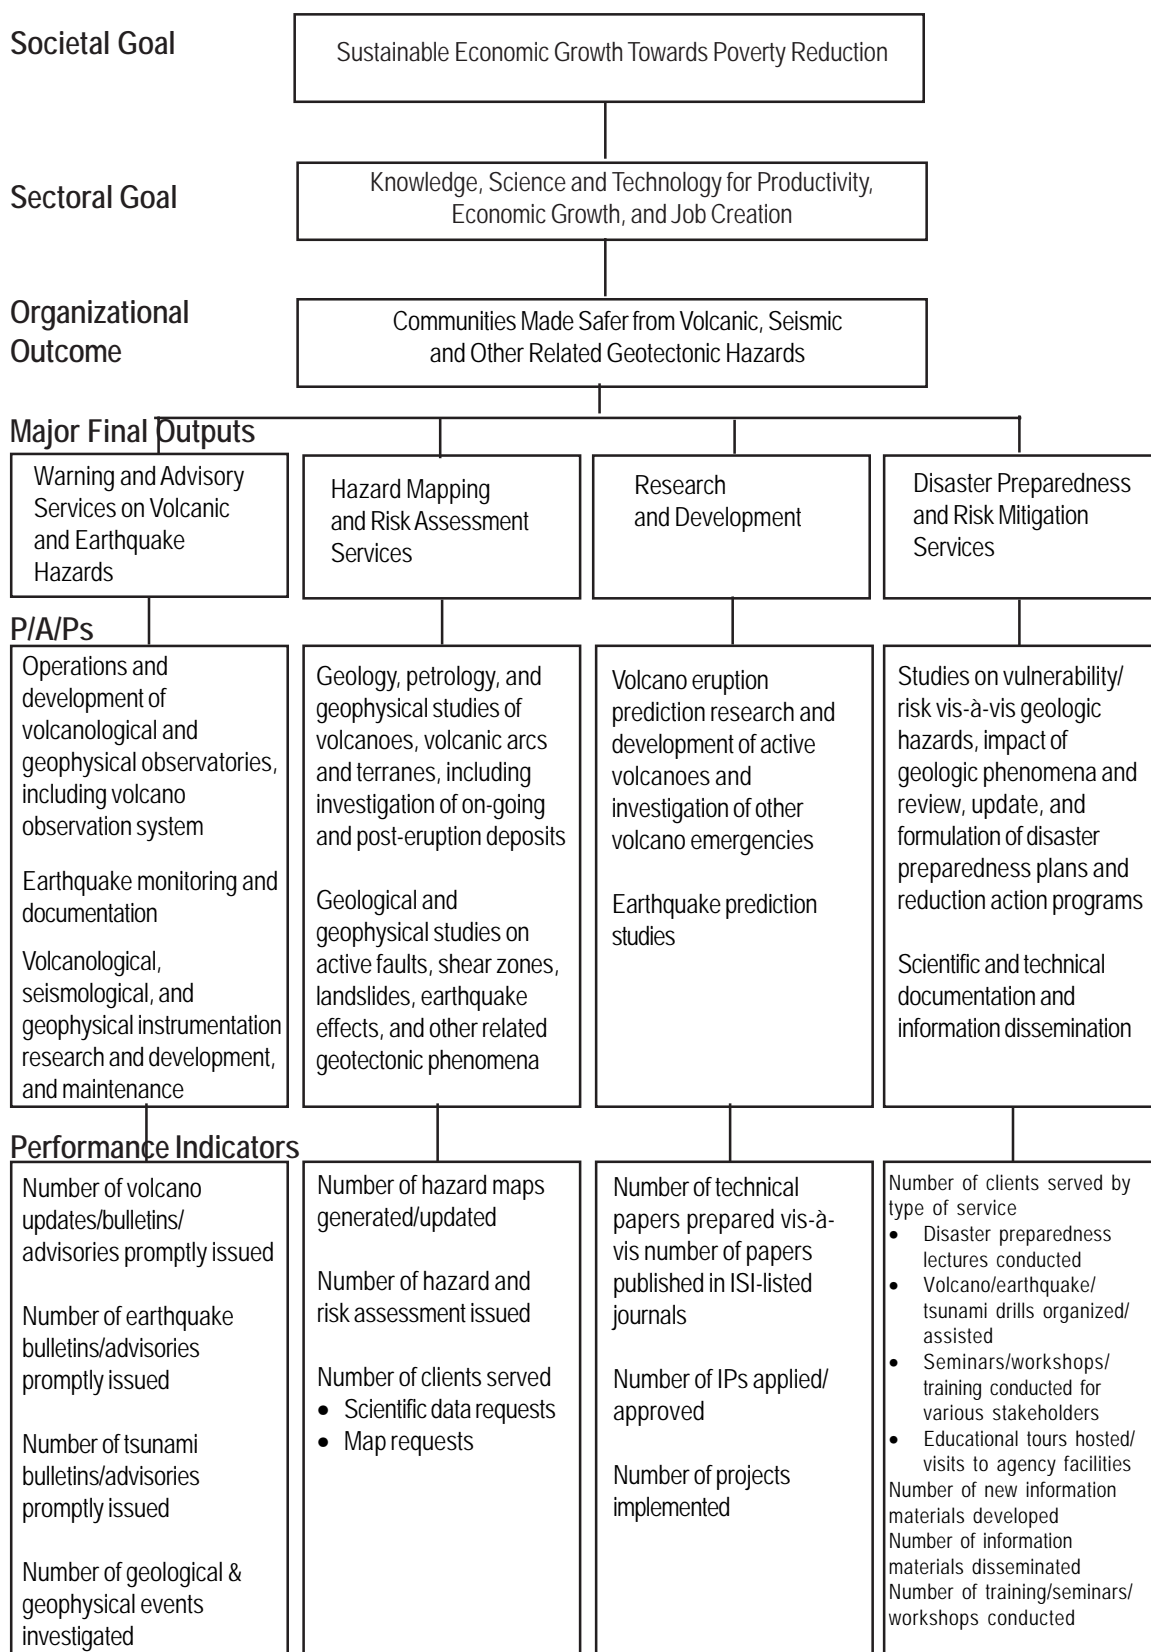 Societal Goal
Sustainable Economic Growth Towards Poverty Reduction
Sectoral Goal
Knowledge, Science and Technology for Productivity,
Economic Growth, and Job Creation
Organizational
Outcome
Communities Made Safer from Volcanic, Seismic
and Other Related Geotectonic Hazards
Major Final Outputs
Warning and Advisory
Services on Volcanic
and Earthquake
Hazards
Hazard Mapping
and Risk Assessment
Services
Research
and Development
Disaster Preparedness
and Risk Mitigation
Services
P/A/Ps
Operations and
development of
volcanological and
geophysical observatories,
including volcano
observation system
Earthquake monitoring and
documentation
Volcanological,
seismological, and
geophysical instrumentation
research and development,
and maintenance
Geology, petrology, and
geophysical studies of
volcanoes, volcanic arcs
and terranes, including
investigation of on-going
and post-eruption deposits
Geological and
geophysical studies on
active faults, shear zones,
landslides, earthquake
effects, and other related
geotectonic phenomena
Volcano eruption
prediction research and
development of active
volcanoes and
investigation of other
volcano emergencies
Earthquake prediction
studies
Studies on vulnerability/
risk vis-à-vis geologic
hazards, impact of
geologic phenomena and
review, update, and
formulation of disaster
preparedness plans and
reduction action programs
Scientific and technical
documentation and
information dissemination
Performance Indicators
Number of volcano
updates/bulletins/
advisories promptly issued
Number of earthquake
bulletins/advisories
promptly issued
Number of tsunami
bulletins/advisories
promptly issued
Number of geological &
geophysical events
investigated
Number of hazard maps
generated/updated
Number of hazard and
risk assessment issued
Number of clients served
• Scientific data requests
• Map requests
Number of technical
papers prepared vis-à-
vis number of papers
published in ISI-listed
journals
Number of IPs applied/
approved
Number of projects
implemented
Number of clients served by
type of service
• Disaster preparedness
lectures conducted
• Volcano/earthquake/
tsunami drills organized/
assisted
• Seminars/workshops/
training conducted for
various stakeholders
• Educational tours hosted/
visits to agency facilities
Number of new information
materials developed
Number of information
materials disseminated
Number of training/seminars/
workshops conducted